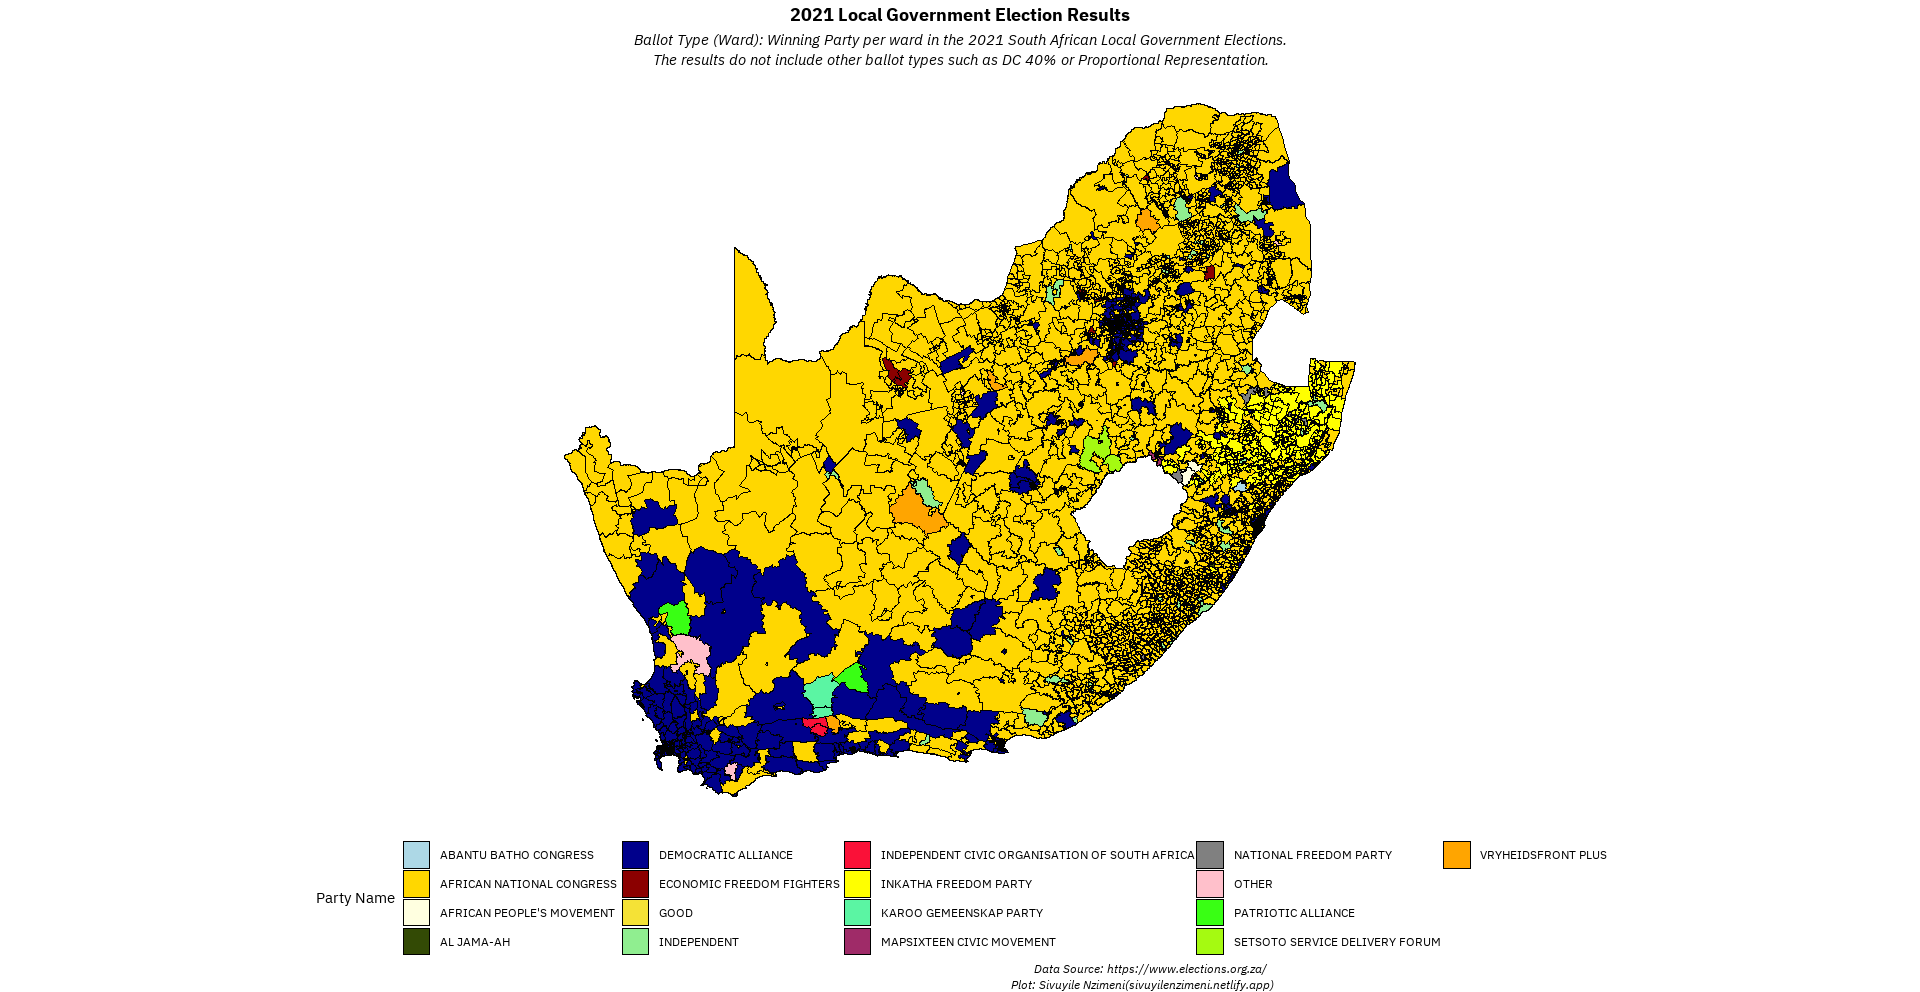 2021 Local Government Election Results
Ballot Type (Ward): Winning Party per ward in the 2021 South African Local Government Elections.
The results do not include other ballot types such as DC 40% or Proportional Representation.
Party Name
ABANTU BATHO CONGRESS
AFRICAN NATIONAL CONGRESS
AFRICAN PEOPLE'S MOVEMENT
AL JAMA-AH
DEMOCRATIC ALLIANCE
ECONOMIC FREEDOM FIGHTERS
GOOD
INDEPENDENT
INDEPENDENT CIVIC ORGANISATION OF SOUTH AFRICA
INKATHA FREEDOM PARTY
KAROO GEMEENSKAP PARTY
MAPSIXTEEN CIVIC MOVEMENT
NATIONAL FREEDOM PARTY
OTHER
PATRIOTIC ALLIANCE
SETSOTO SERVICE DELIVERY FORUM
VRYHEIDSFRONT PLUS
Data Source: https://www.elections.org.za/
Plot: Sivuyile Nzimeni(sivuyilenzimeni.netlify.app)